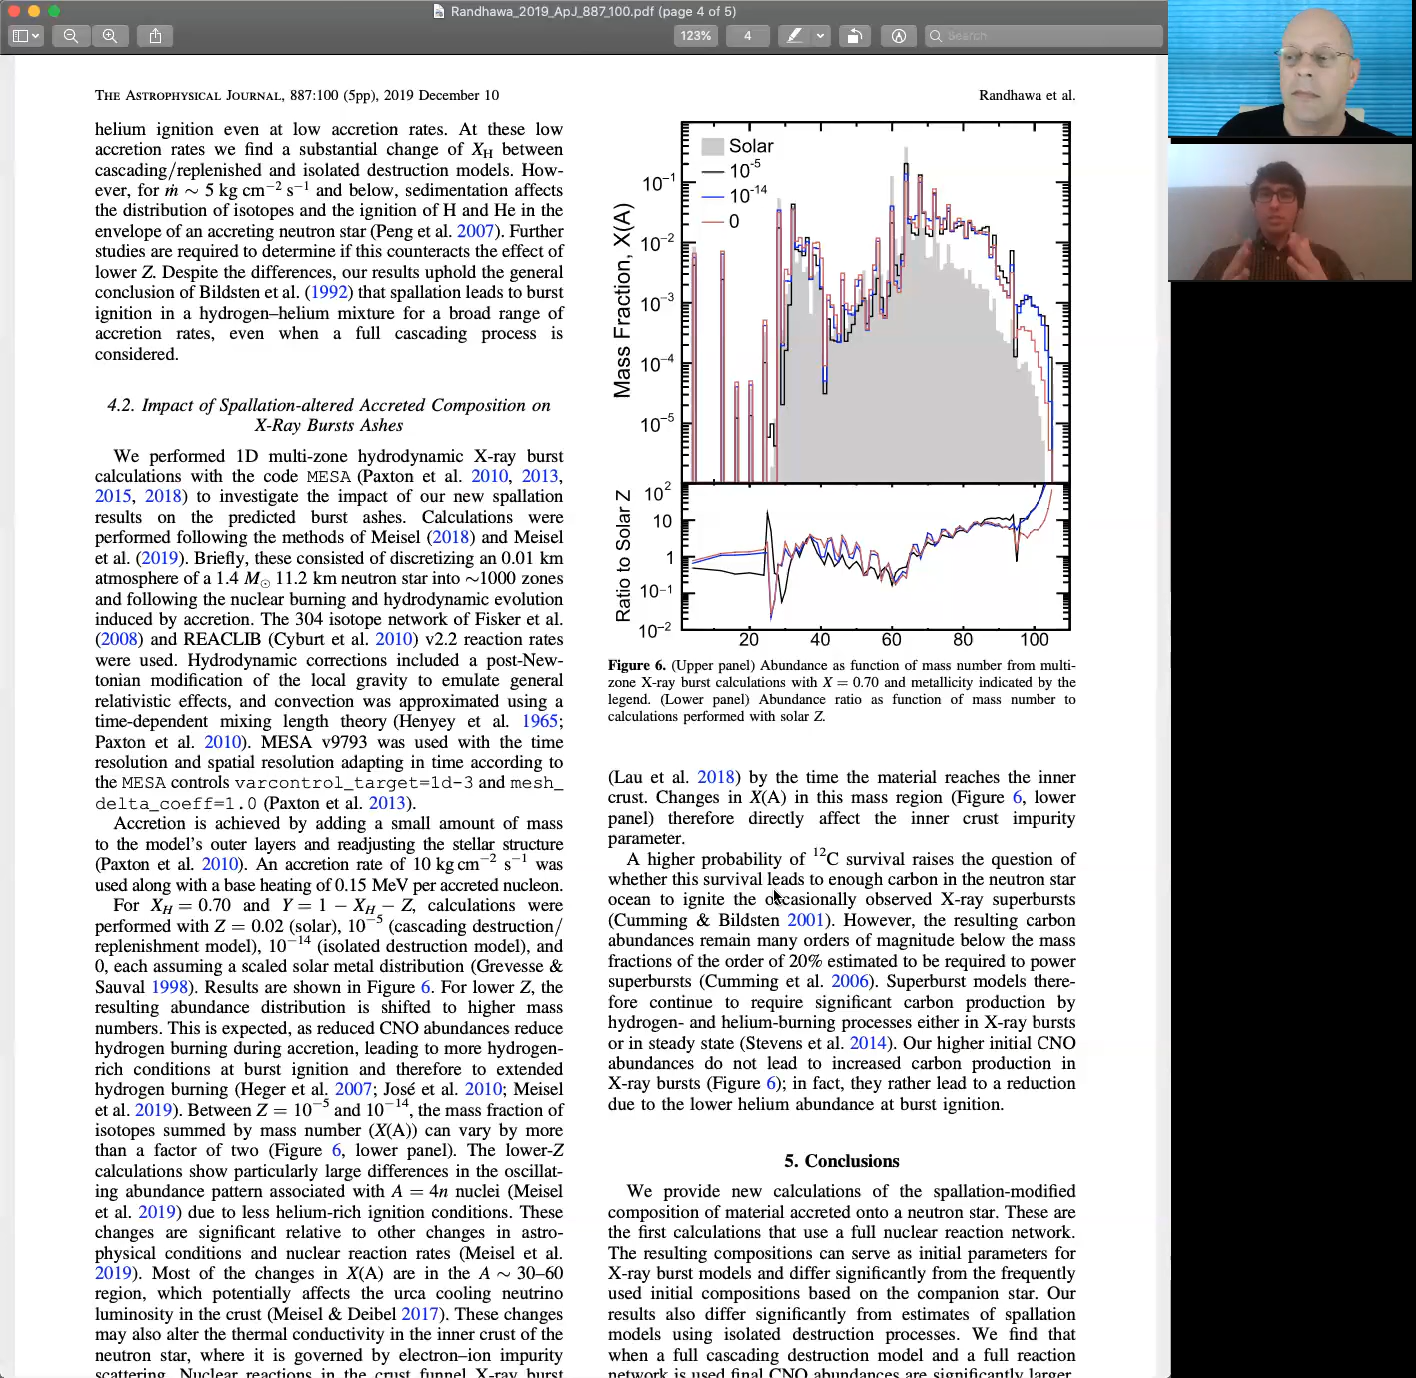 Randhawa_2019_ApJ_887_100.pdf (page 4 of 5)
123%
4
Search
THE ASTROPHYSICAL JOURNAL, 887:100 (5pp), 2019 December 10
Randhawa et al.
helium ignition even at low accretion rates. At these low
accretion rates we find a substantial change of XH between
cascading/replenished and isolated destruction models. How-
ever, for ṁ ∼ 5 kg cm−2 s−1 and below, sedimentation affects
the distribution of isotopes and the ignition of H and He in the
envelope of an accreting neutron star (Peng et al. 2007). Further
studies are required to determine if this counteracts the effect of
lower Z. Despite the differences, our results uphold the general
conclusion of Bildsten et al. (1992) that spallation leads to burst
ignition in a hydrogen–helium mixture for a broad range of
accretion rates, even when a full cascading process is
considered.
4.2. Impact of Spallation-altered Accreted Composition on
X-Ray Bursts Ashes
We performed 1D multi-zone hydrodynamic X-ray burst
calculations with the code MESA (Paxton et al. 2010, 2013,
2015, 2018) to investigate the impact of our new spallation
results on the predicted burst ashes. Calculations were
performed following the methods of Meisel (2018) and Meisel
et al. (2019). Briefly, these consisted of discretizing an 0.01 km
atmosphere of a 1.4 M☉ 11.2 km neutron star into ∼1000 zones
and following the nuclear burning and hydrodynamic evolution
induced by accretion. The 304 isotope network of Fisker et al.
(2008) and REACLIB (Cyburt et al. 2010) v2.2 reaction rates
were used. Hydrodynamic corrections included a post-New-
tonian modification of the local gravity to emulate general
relativistic effects, and convection was approximated using a
time-dependent mixing length theory (Henyey et al. 1965;
Paxton et al. 2010). MESA v9793 was used with the time
resolution and spatial resolution adapting in time according to
the MESA controls varcontrol_target=1d-3 and mesh_
delta_coeff=1.0 (Paxton et al. 2013).
Accretion is achieved by adding a small amount of mass
to the model's outer layers and readjusting the stellar structure
(Paxton et al. 2010). An accretion rate of 10 kg cm−2 s−1 was
used along with a base heating of 0.15 MeV per accreted nucleon.
For XH = 0.70 and Y = 1 − XH − Z, calculations were
performed with Z = 0.02 (solar), 10−5 (cascading destruction/
replenishment model), 10−14 (isolated destruction model), and
0, each assuming a scaled solar metal distribution (Grevesse &
Sauval 1998). Results are shown in Figure 6. For lower Z, the
resulting abundance distribution is shifted to higher mass
numbers. This is expected, as reduced CNO abundances reduce
hydrogen burning during accretion, leading to more hydrogen-
rich conditions at burst ignition and therefore to extended
hydrogen burning (Heger et al. 2007; José et al. 2010; Meisel
et al. 2019). Between Z = 10−5 and 10−14, the mass fraction of
isotopes summed by mass number (X(A)) can vary by more
than a factor of two (Figure 6, lower panel). The lower-Z
calculations show particularly large differences in the oscillat-
ing abundance pattern associated with A = 4n nuclei (Meisel
et al. 2019) due to less helium-rich ignition conditions. These
changes are significant relative to other changes in astro-
physical conditions and nuclear reaction rates (Meisel et al.
2019). Most of the changes in X(A) are in the A ∼ 30–60
region, which potentially affects the urca cooling neutrino
luminosity in the crust (Meisel & Deibel 2017). These changes
may also alter the thermal conductivity in the inner crust of the
neutron star, where it is governed by electron–ion impurity
scattering. Nuclear reactions in the crust funnel X-ray burst
Solar
10-5
10-14
0
Mass Fraction, X(A)
10−1
10−2
10−3
10−4
10−5
Ratio to Solar Z
102
10
1
10−1
10−2
20 40 60 80 100
Figure 6. (Upper panel) Abundance as function of mass number from multi-
zone X-ray burst calculations with X = 0.70 and metallicity indicated by the
legend. (Lower panel) Abundance ratio as function of mass number to
calculations performed with solar Z.
(Lau et al. 2018) by the time the material reaches the inner
crust. Changes in X(A) in this mass region (Figure 6, lower
panel) therefore directly affect the inner crust impurity
parameter.
A higher probability of 12C survival raises the question of
whether this survival leads to enough carbon in the neutron star
ocean to ignite the occasionally observed X-ray superbursts
(Cumming & Bildsten 2001). However, the resulting carbon
abundances remain many orders of magnitude below the mass
fractions of the order of 20% estimated to be required to power
superbursts (Cumming et al. 2006). Superburst models there-
fore continue to require significant carbon production by
hydrogen- and helium-burning processes either in X-ray bursts
or in steady state (Stevens et al. 2014). Our higher initial CNO
abundances do not lead to increased carbon production in
X-ray bursts (Figure 6); in fact, they rather lead to a reduction
due to the lower helium abundance at burst ignition.
5. Conclusions
We provide new calculations of the spallation-modified
composition of material accreted onto a neutron star. These are
the first calculations that use a full nuclear reaction network.
The resulting compositions can serve as initial parameters for
X-ray burst models and differ significantly from the frequently
used initial compositions based on the companion star. Our
results also differ significantly from estimates of spallation
models using isolated destruction processes. We find that
when a full cascading destruction model and a full reaction
network is used final CNO abundances are significantly larger,